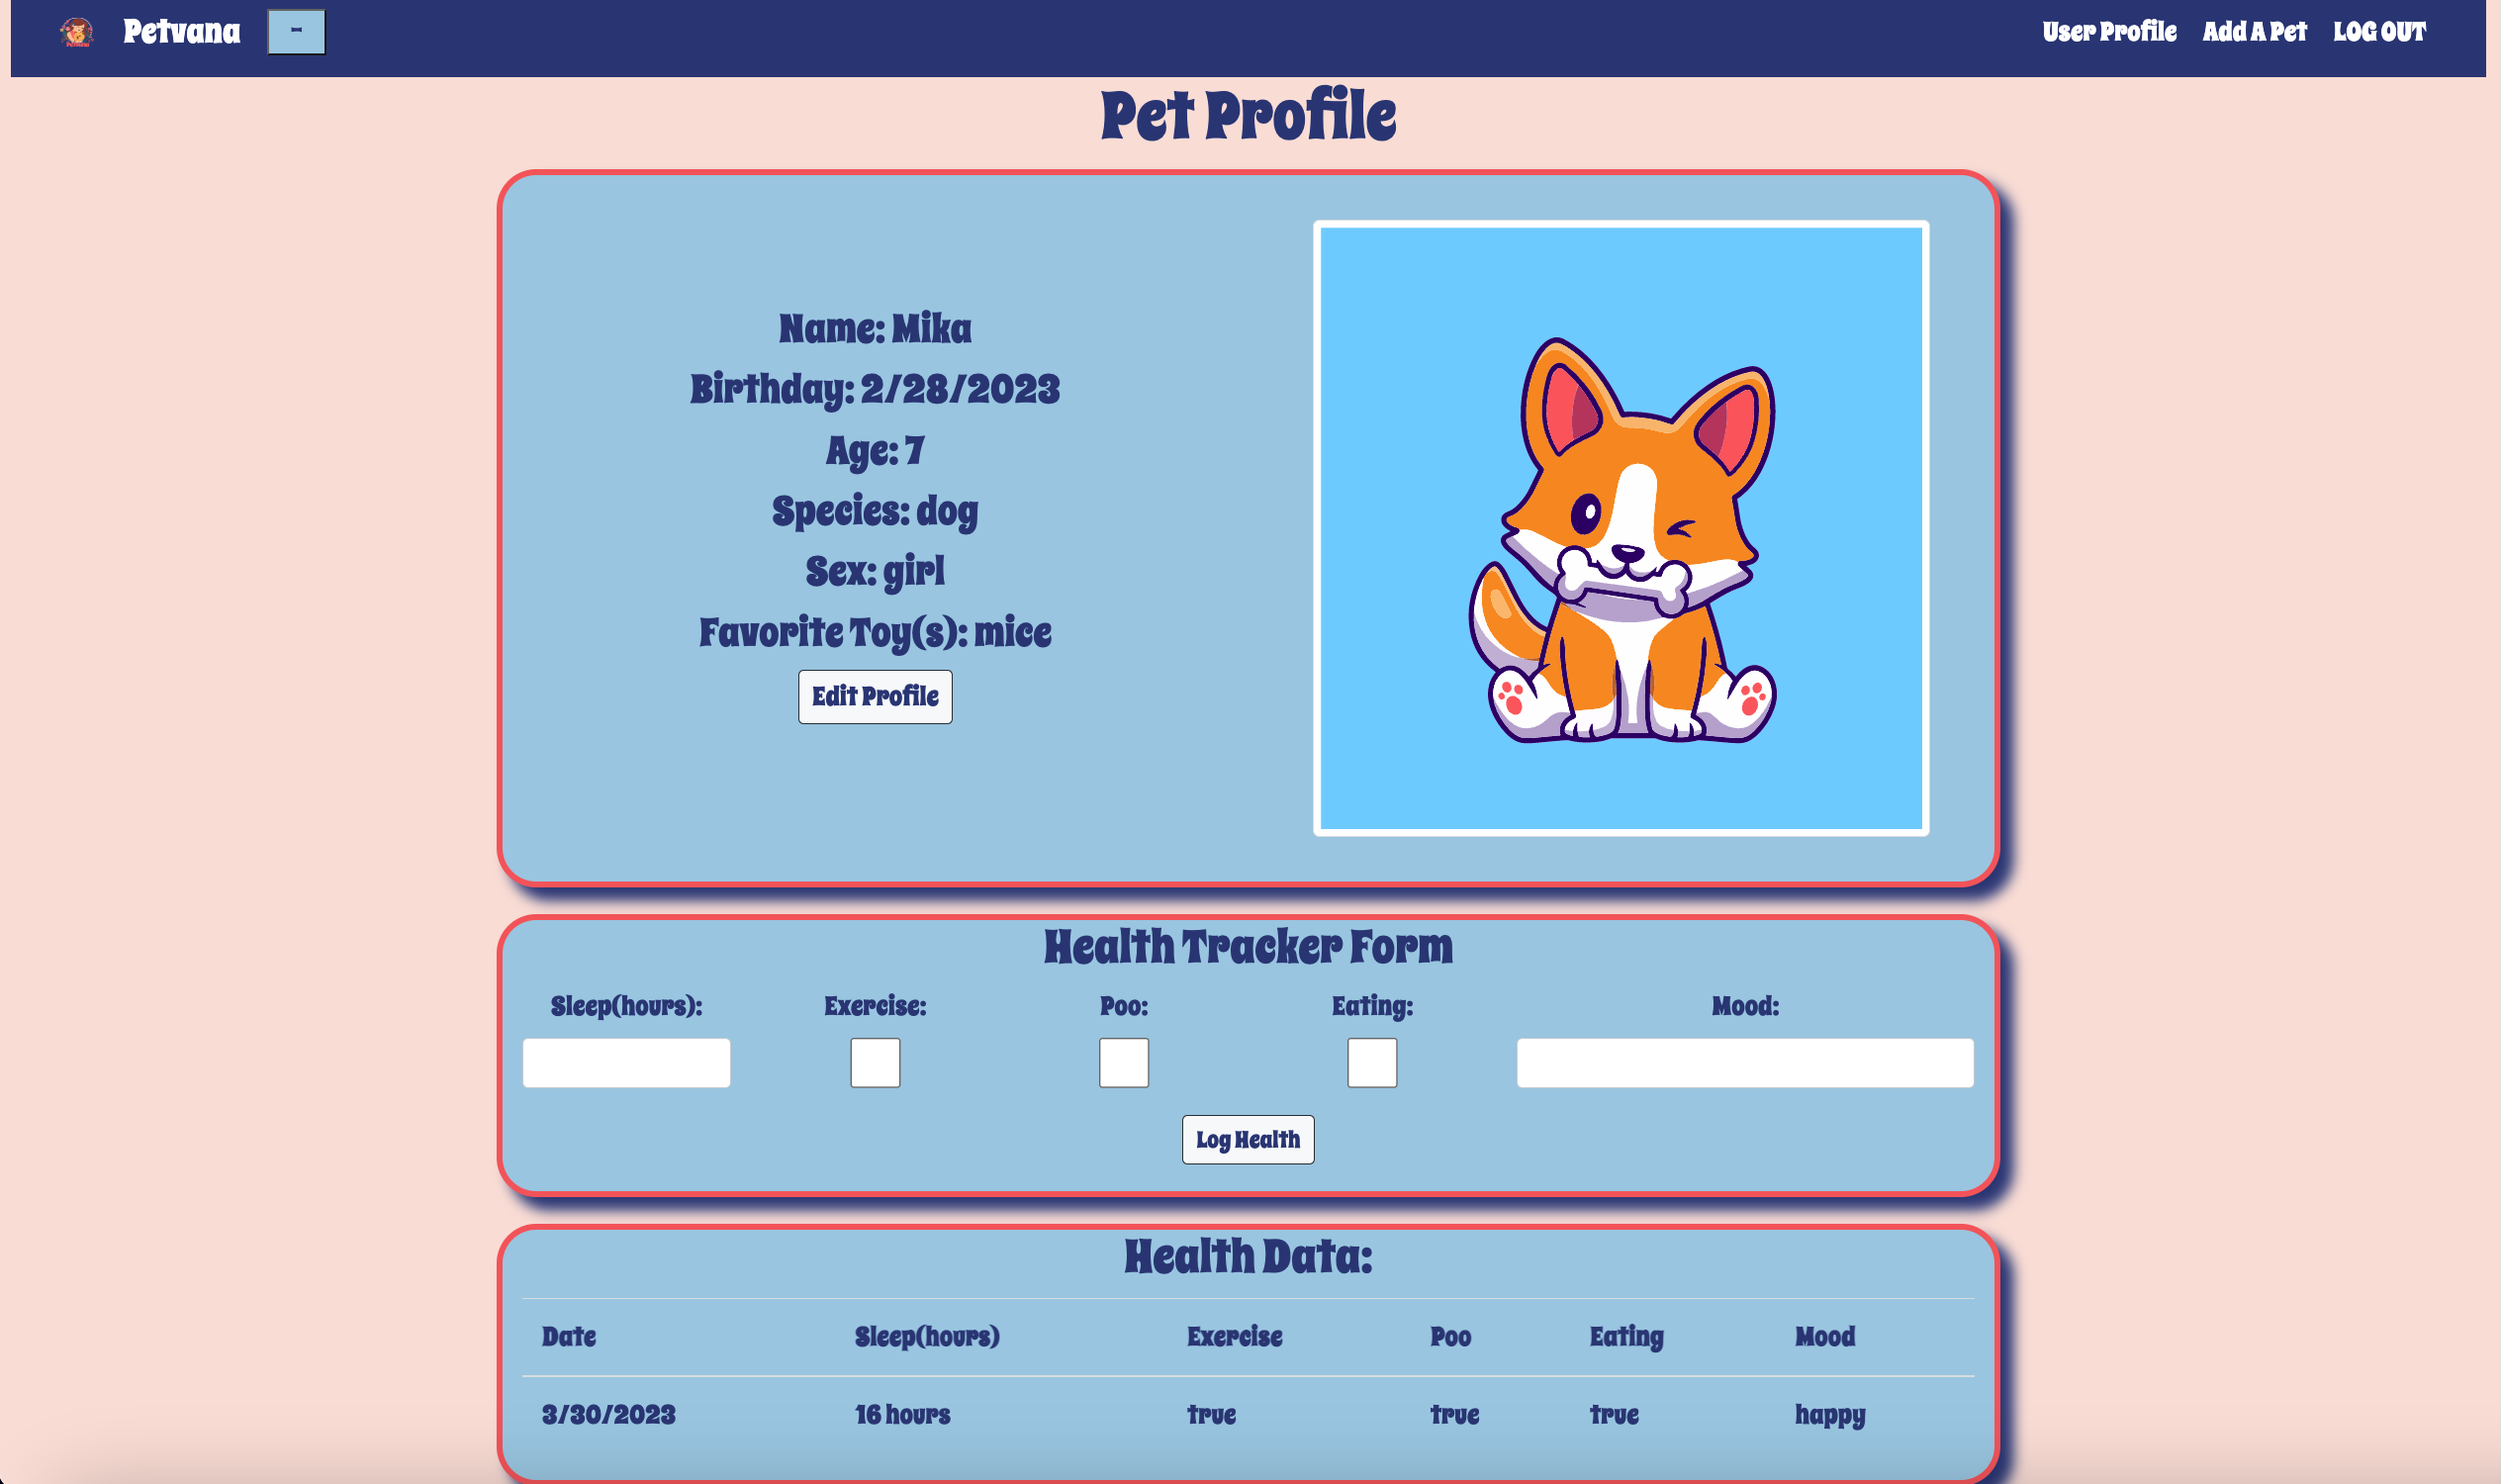 Petvana
-
User Profile
Add A Pet
LOG OUT
Pet Profile
Name: Mika
Birthday: 2/28/2023
Age: 7
Species: dog
Sex: girl
Favorite Toy(s): mice
Edit Profile
Health Tracker Form
Sleep(hours):
Exercise:
Poo:
Eating:
Mood:
Log Health
Health Data:
Date Sleep(hours) Exercise Poo Eating Mood
3/30/2023 16 hours true true true happy